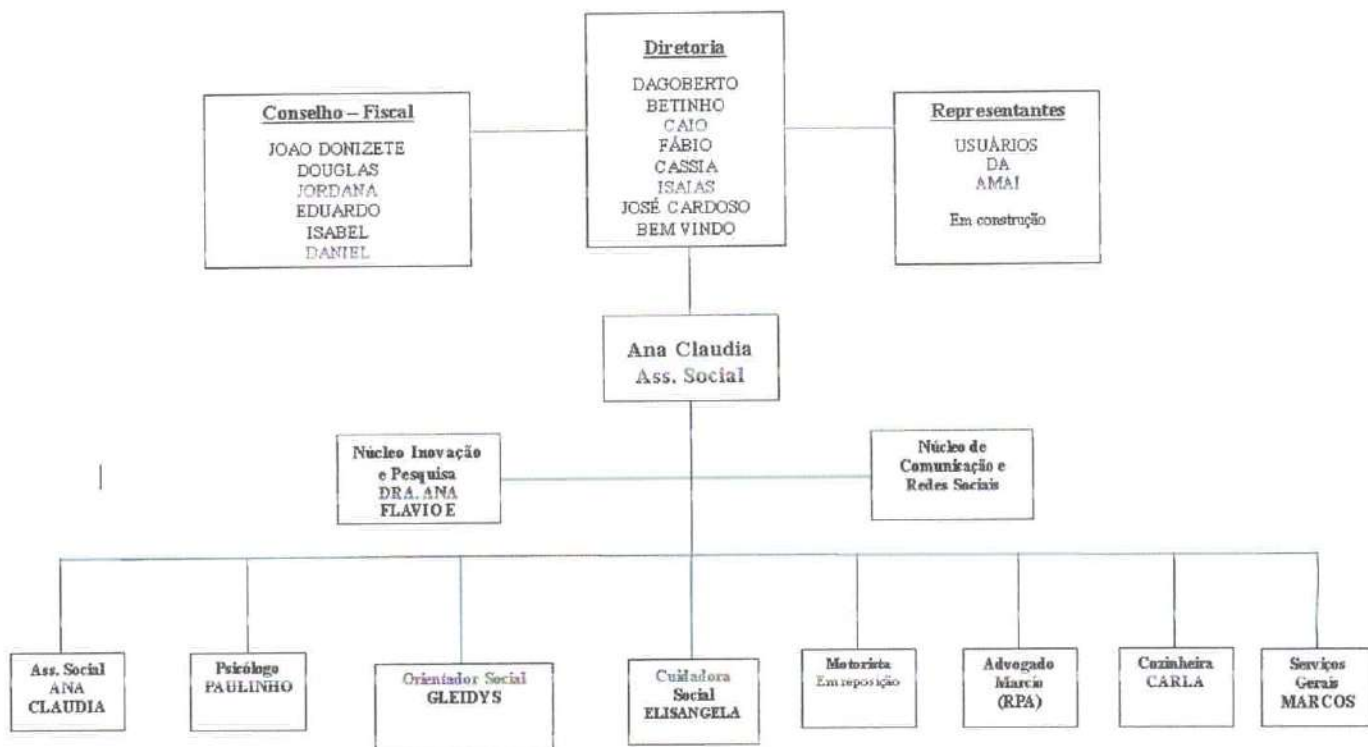 Diretoria
DAGOBERTO
BETINHO
CAIO
FÁBIO
CASSIA
ISAIAS
JOSÉ CARDOSO
BEM VINDO
Conselho – Fiscal
JOAO DONIZETE
DOUGLAS
JORDANA
EDUARDO
ISABEL
DANIEL
Representantes
USUÁRIOS
DA
AMAI
Em construção
Ana Claudia
Ass. Social
Núcleo Inovação
e Pesquisa
DRA. ANA
FLAVIO E
Núcleo de
Comunicação e
Redes Sociais
Ass. Social
ANA
CLAUDIA
Psicólogo
PAULINHO
Orientador Social
GLEIDYS
Cuidadora
Social
ELISANGELA
Motorista
Em reposição
Advogado
Marcio
(RPA)
Cozinheira
CARLA
Serviços
Gerais
MARCOS